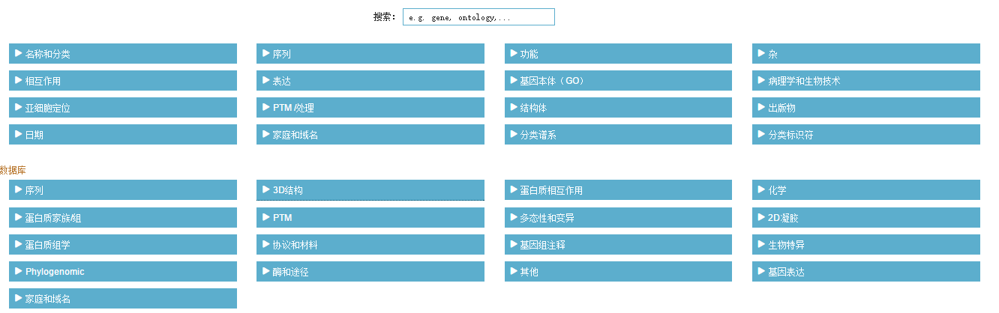 搜索： e.g. gene, ontology,...
名称和分类 序列 功能 杂
相互作用 表达 基因本体（GO） 病理学和生物技术
亚细胞定位 PTM /处理 结构体 出版物
日期 家庭和域名 分类谱系 分类标识符
数据库
序列 3D结构 蛋白质相互作用 化学
蛋白质家族/组 PTM 多态性和变异 2D凝胶
蛋白质组学 协议和材料 基因组注释 生物特异
Phylogenomic 酶和途径 其他 基因表达
家庭和域名